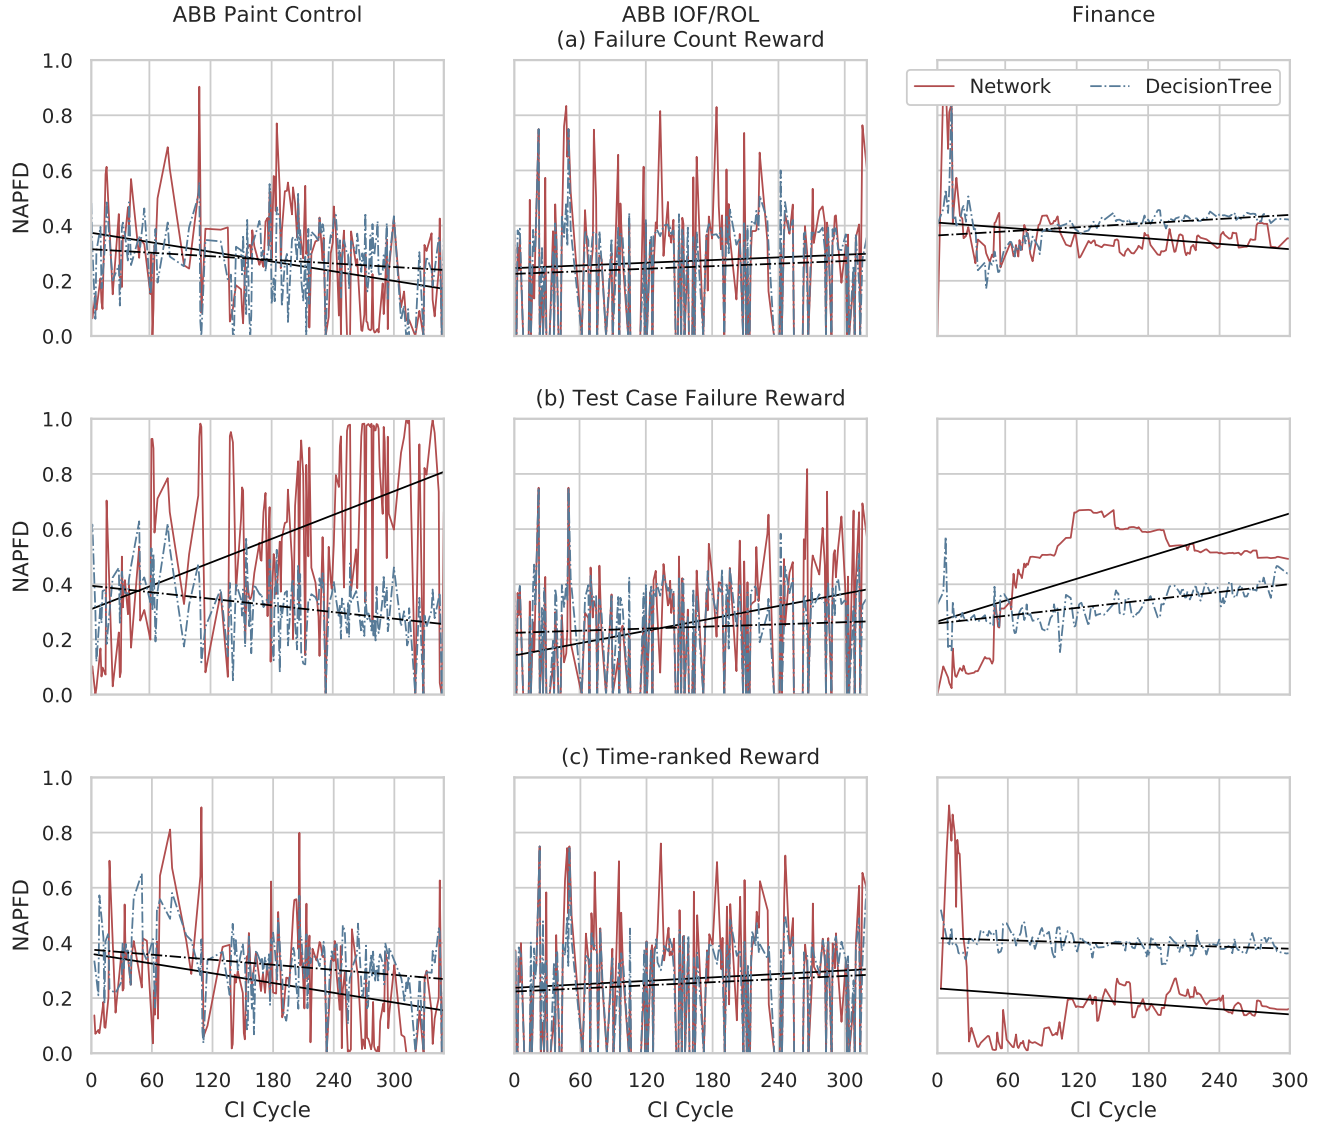 ABB Paint Control
ABB IOF/ROL
Finance
(a) Failure Count Reward
1.0
0.8
0.6
0.4
0.2
0.0
NAPFD
Network
DecisionTree
(b) Test Case Failure Reward
1.0
0.8
0.6
0.4
0.2
0.0
NAPFD
(c) Time-ranked Reward
1.0
0.8
0.6
0.4
0.2
0.0
NAPFD
0 60 120 180 240 300
CI Cycle
0 60 120 180 240 300
CI Cycle
0 60 120 180 240 300
CI Cycle